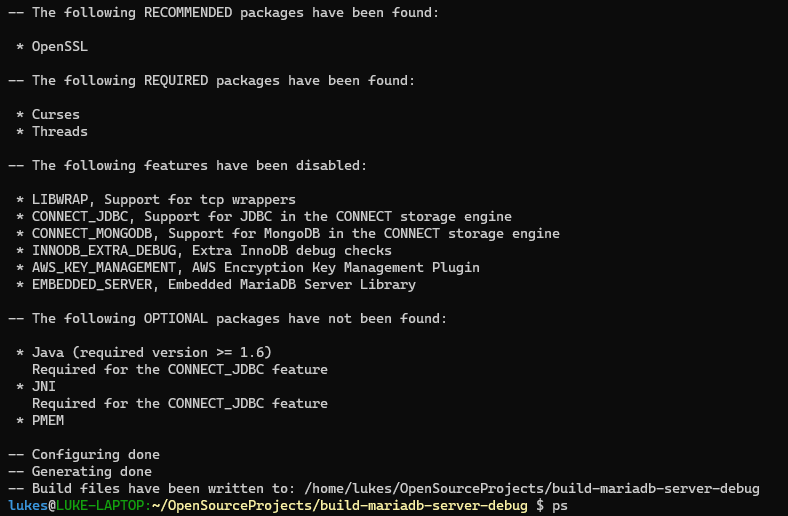 -- The following RECOMMENDED packages have been found:
* OpenSSL
-- The following REQUIRED packages have been found:
* Curses
* Threads
-- The following features have been disabled:
* LIBWRAP, Support for tcp wrappers
* CONNECT_JDBC, Support for JDBC in the CONNECT storage engine
* CONNECT_MONGODB, Support for MongoDB in the CONNECT storage engine
* INNODB_EXTRA_DEBUG, Extra InnoDB debug checks
* AWS_KEY_MANAGEMENT, AWS Encryption Key Management Plugin
* EMBEDDED_SERVER, Embedded MariaDB Server Library
-- The following OPTIONAL packages have not been found:
* Java (required version >= 1.6)
Required for the CONNECT_JDBC feature
* JNI
Required for the CONNECT_JDBC feature
* PMEM
-- Configuring done
-- Generating done
-- Build files have been written to: /home/lukes/OpenSourceProjects/build-mariadb-server-debug
lukes@LUKE-LAPTOP:~/OpenSourceProjects/build-mariadb-server-debug $ ps